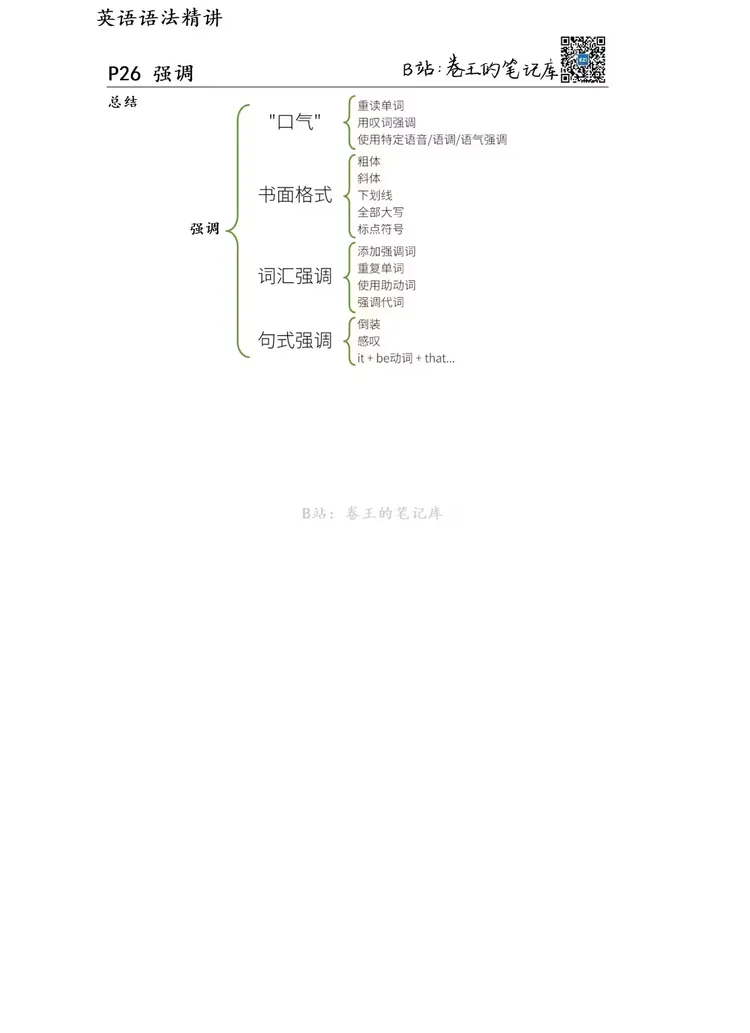 英语语法精讲
P26 强调
B站:卷王的笔记库
总结
强调
"口气"
重读单词
用叹词强调
使用特定语音/语调/语气强调
书面格式
粗体
斜体
下划线
全部大写
标点符号
词汇强调
添加强调词
重复单词
使用助动词
强调代词
句式强调
倒装
感叹
it + be动词 + that...
B站：卷王的笔记库